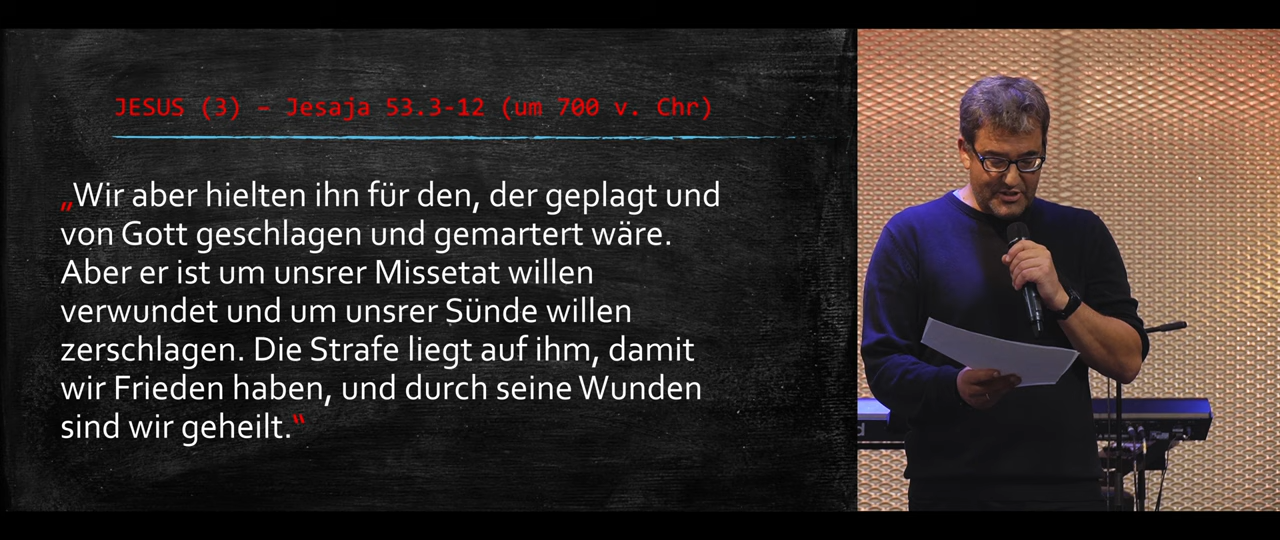 JESUS (3) – Jesaja 53.3-12 (um 700 v. Chr)
„Wir aber hielten ihn für den, der geplagt und
von Gott geschlagen und gemartert wäre.
Aber er ist um unsrer Missetat willen
verwundet und um unsrer Sünde willen
zerschlagen. Die Strafe liegt auf ihm, damit
wir Frieden haben, und durch seine Wunden
sind wir geheilt.“